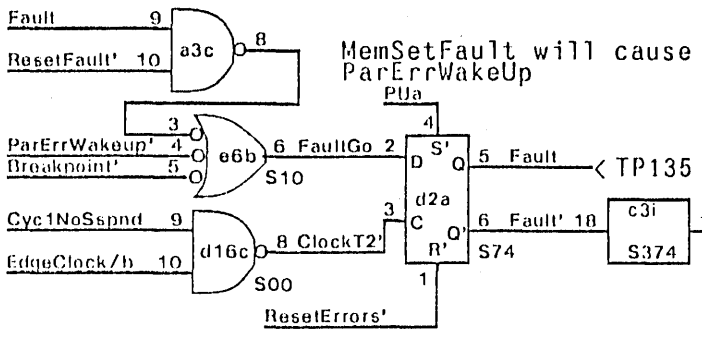 Fault 9
a3c 8
ResetFault' 10
MemSetFault will cause
ParErrWakeUp
PUa
3 4
ParErrWakeup' 4
e6b 6 FaultGo 2 D S' Q 5 Fault TP135
Breakpoint' 5
S10
d2a
c3i
Cyc1NoSspnd 9
3 C Q' 6 Fault' 18
d16c 8 ClockT2'
R' S74 S374
EdgeClock/b 10
S00
1
ResetErrors'